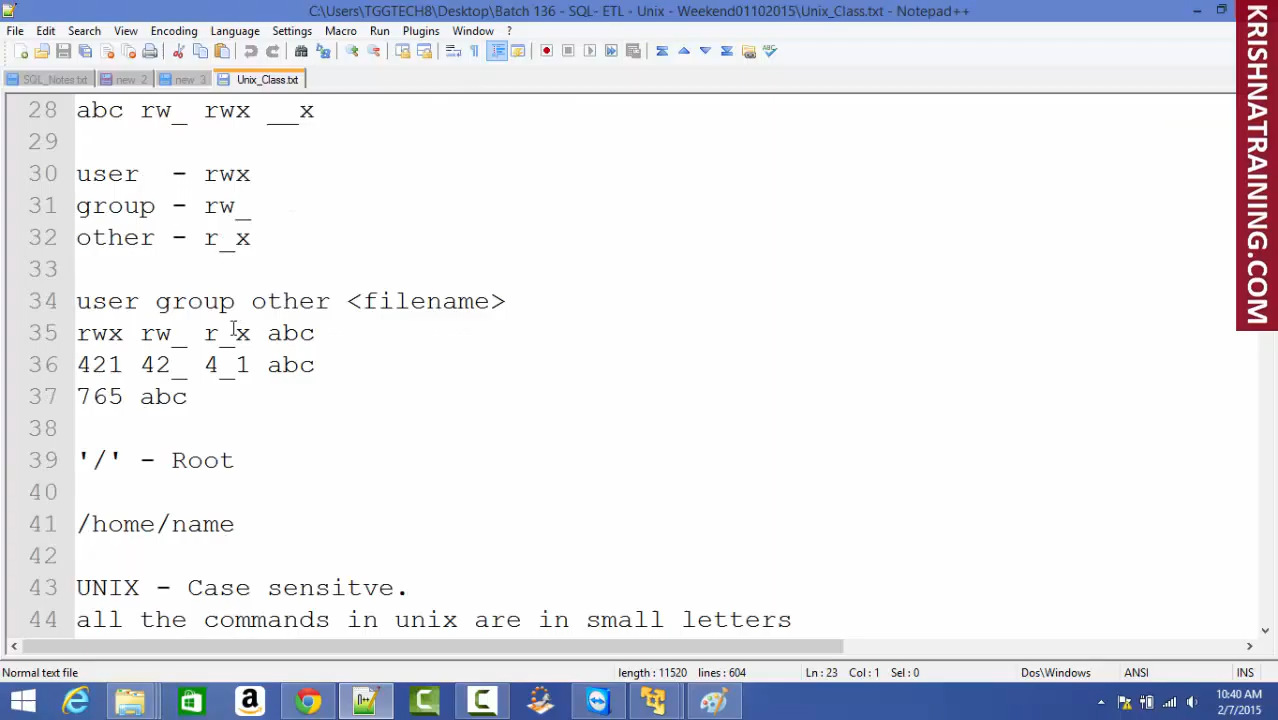 C:\Users\TGGTECH8\Desktop\Batch 136 - SQL- ETL - Unix - Weekend01102015\Unix_Class.txt - Notepad++
File Edit Search View Encoding Language Settings Macro Run Plugins Window ?
SQL_Notes.txt new 2 new 3 Unix_Class.txt
28 abc rw_ rwx __x
29
30 user  - rwx
31 group - rw_
32 other - r_x
33
34 user group other <filename>
35 rwx rw_ r_x abc
36 421 42_ 4_1 abc
37 765 abc
38
39 '/' - Root
40
41 /home/name
42
43 UNIX - Case sensitve.
44 all the commands in unix are in small letters
Normal text file length : 11520 lines : 604 Ln : 23 Col : 1 Sel : 0 Dos\Windows ANSI INS
10:40 AM
2/7/2015
KRISHNATRAINING.COM